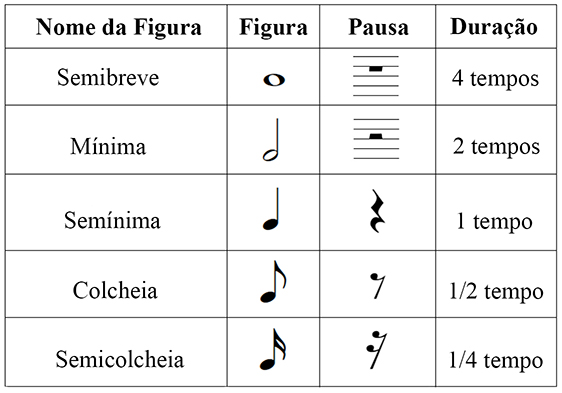 Nome da Figura Figura Pausa Duração
Semibreve 4 tempos
Mínima 2 tempos
Semínima 1 tempo
Colcheia 1/2 tempo
Semicolcheia 1/4 tempo